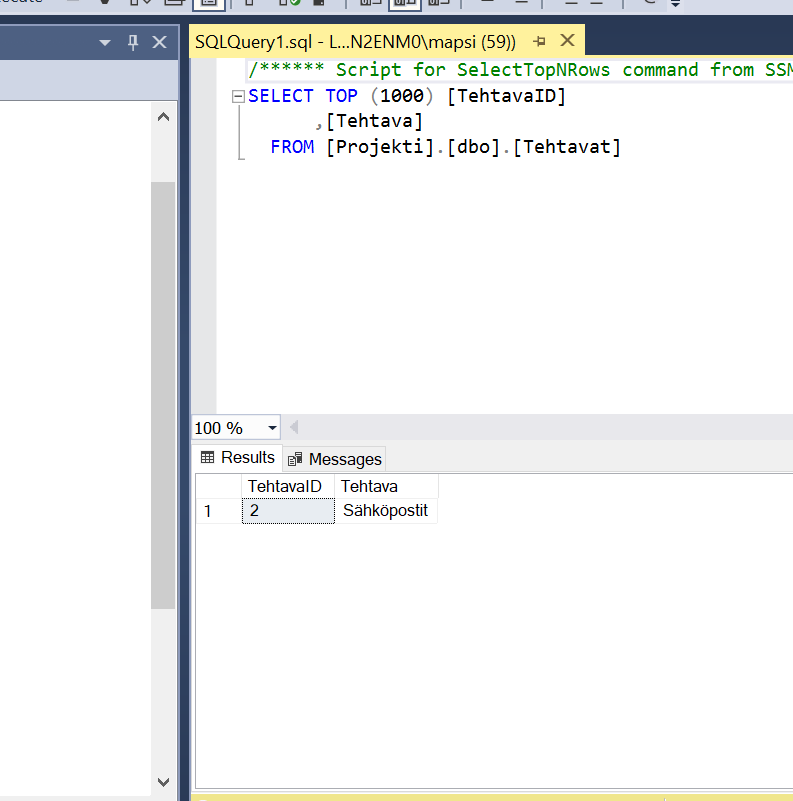 SQLQuery1.sql - L...N2ENM0\mapsi (59))
/****** Script for SelectTopNRows command from SSM
SELECT TOP (1000) [TehtavaID]
,[Tehtava]
FROM [Projekti].[dbo].[Tehtavat]
100 %
Results Messages
TehtavaID Tehtava
1 2 Sähköpostit